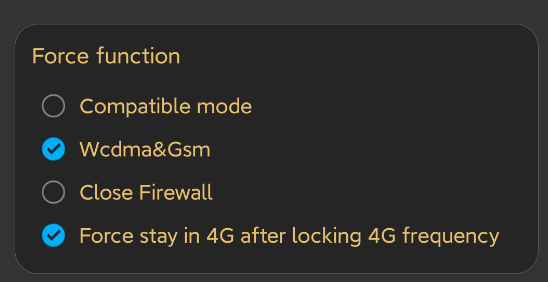 Force function
Compatible mode
Wcdma&Gsm
Close Firewall
Force stay in 4G after locking 4G frequency